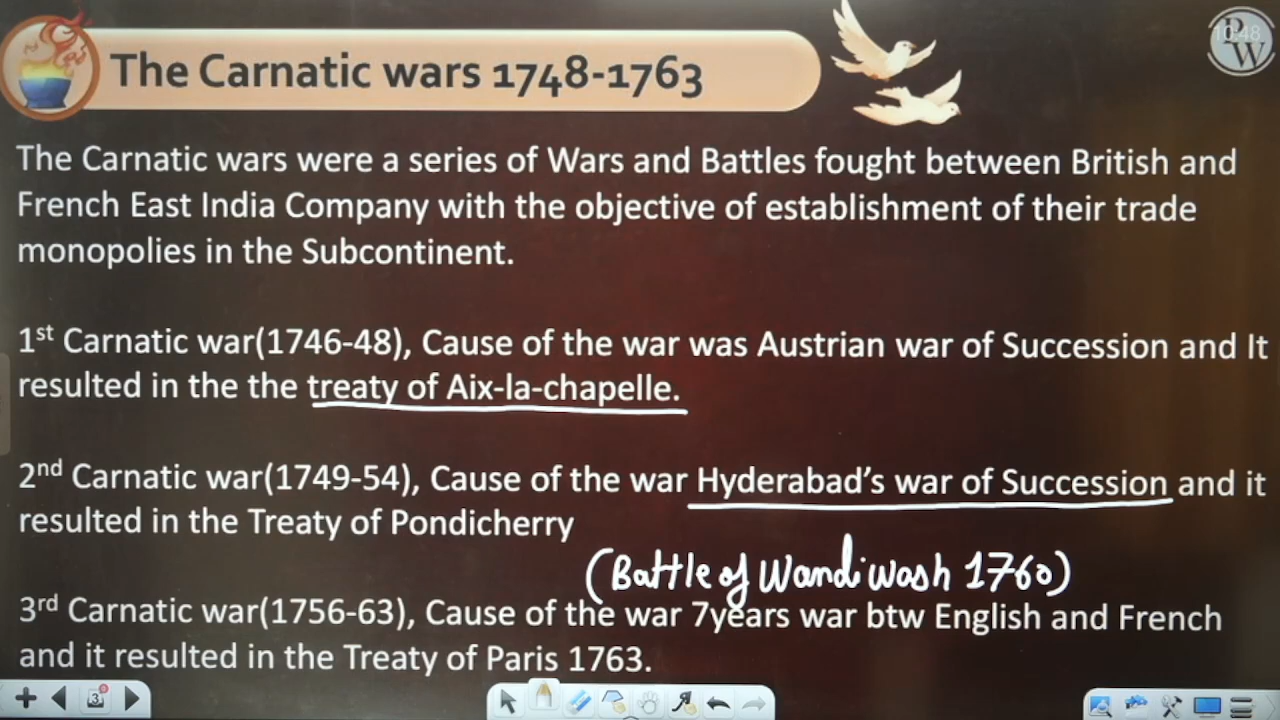 The Carnatic wars 1748-1763
10:48
PW
The Carnatic wars were a series of Wars and Battles fought between British and
French East India Company with the objective of establishment of their trade
monopolies in the Subcontinent.
1st Carnatic war(1746-48), Cause of the war was Austrian war of Succession and It
resulted in the the treaty of Aix-la-chapelle.
2nd Carnatic war(1749-54), Cause of the war Hyderabad's war of Succession and it
resulted in the Treaty of Pondicherry
(Battle of Wandiwash 1760)
3rd Carnatic war(1756-63), Cause of the war 7years war btw English and French
and it resulted in the Treaty of Paris 1763.
3